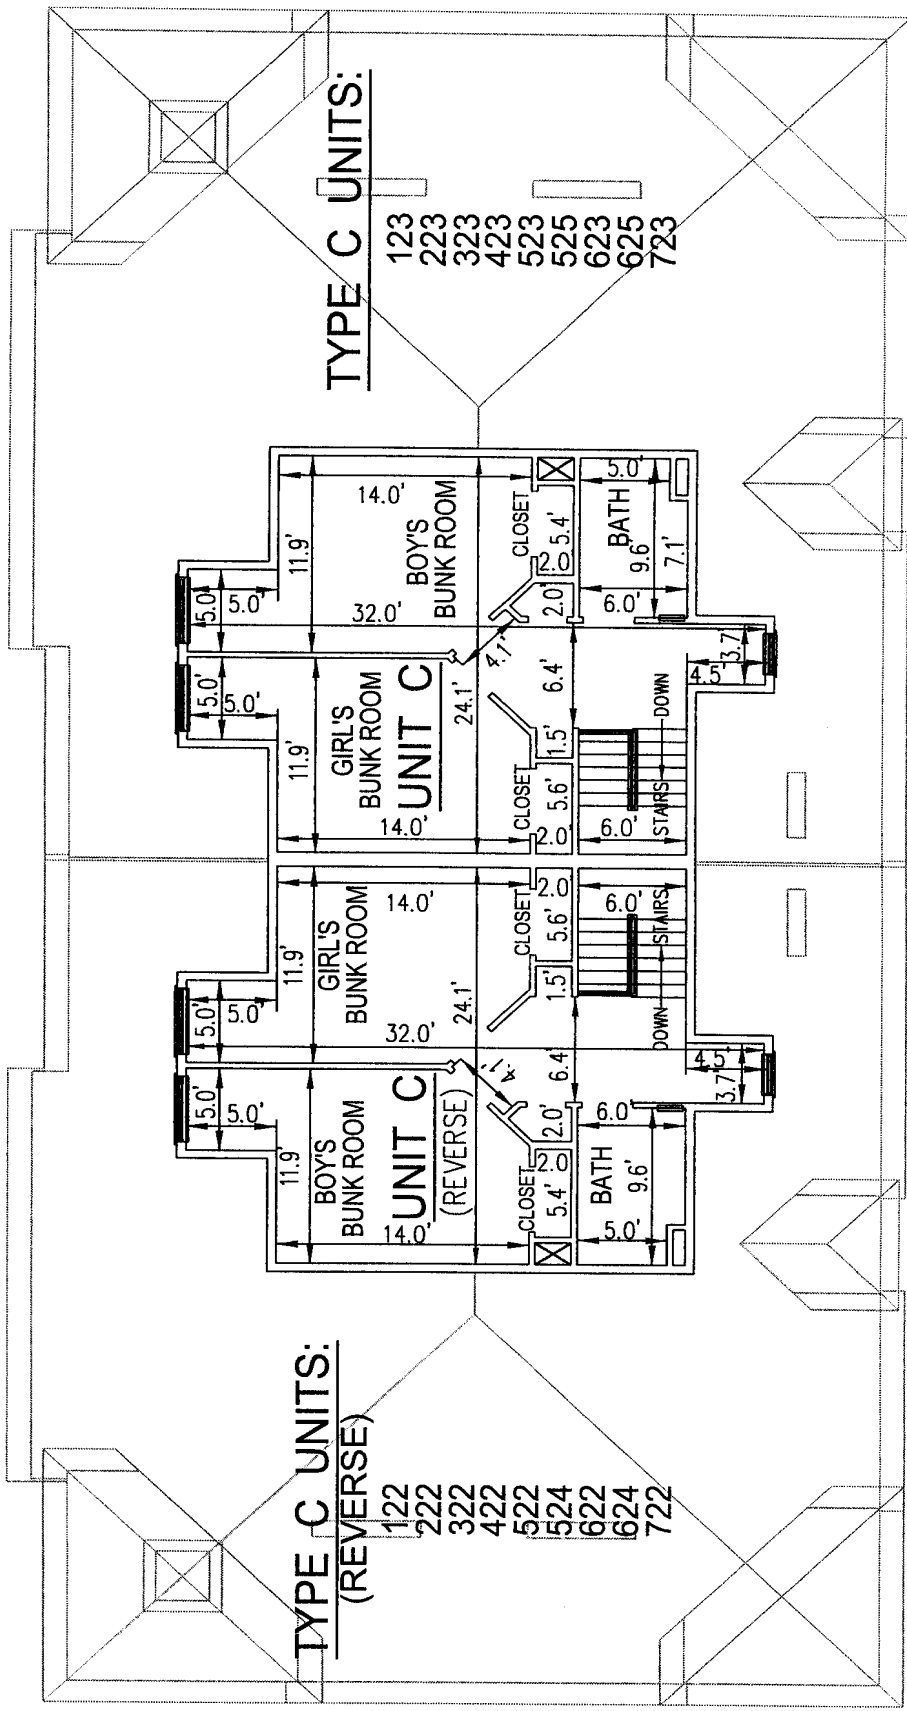 TYPE C UNITS:
(REVERSE)
122
222
322
422
522
524
622
624
722
TYPE C UNITS:
123
223
323
423
523
525
623
625
723
5.0'
5.0'
11.9'
BOY'S
BUNK ROOM
14.0'
UNIT C
(REVERSE)
4.1'
CLOSET
5.4'
2.0
2.0'
BATH
9.6'
5.0'
6.0'
5.0'
5.0'
11.9'
GIRL'S
BUNK ROOM
14.0'
32.0'
24.1'
CLOSET
2.0'
5.6'
1.5'
6.4'
6.0'
DOWN
STAIRS
4.5'
3.7'
5.0'
5.0'
11.9'
GIRL'S
BUNK ROOM
14.0'
UNIT C
24.1'
4.1'
CLOSET
2.0'
5.6'
1.5'
6.4'
6.0'
STAIRS
DOWN
4.5'
3.7'
5.0'
5.0'
11.9'
32.0'
14.0'
BOY'S
BUNK ROOM
CLOSET
5.4'
2.0
2.0'
BATH
9.6'
5.0'
6.0'
7.1'